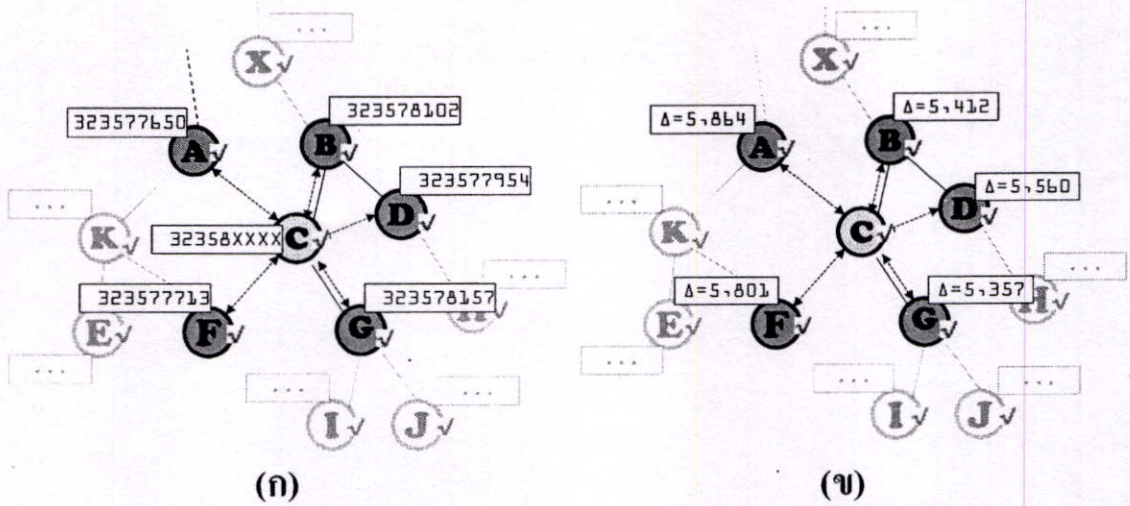 ...
X
323577650
A
323578102
B
323577954
D
...
K
32358XXXX
C
323577713
F
323578157
G
...
H
E
...
...
I
J
...
(ก)
...
X
Δ=5,864
A
Δ=5,412
B
Δ=5,560
D
...
K
C
...
Δ=5,801
F
Δ=5,357
G
H
E
...
...
I
J
...
(ข)